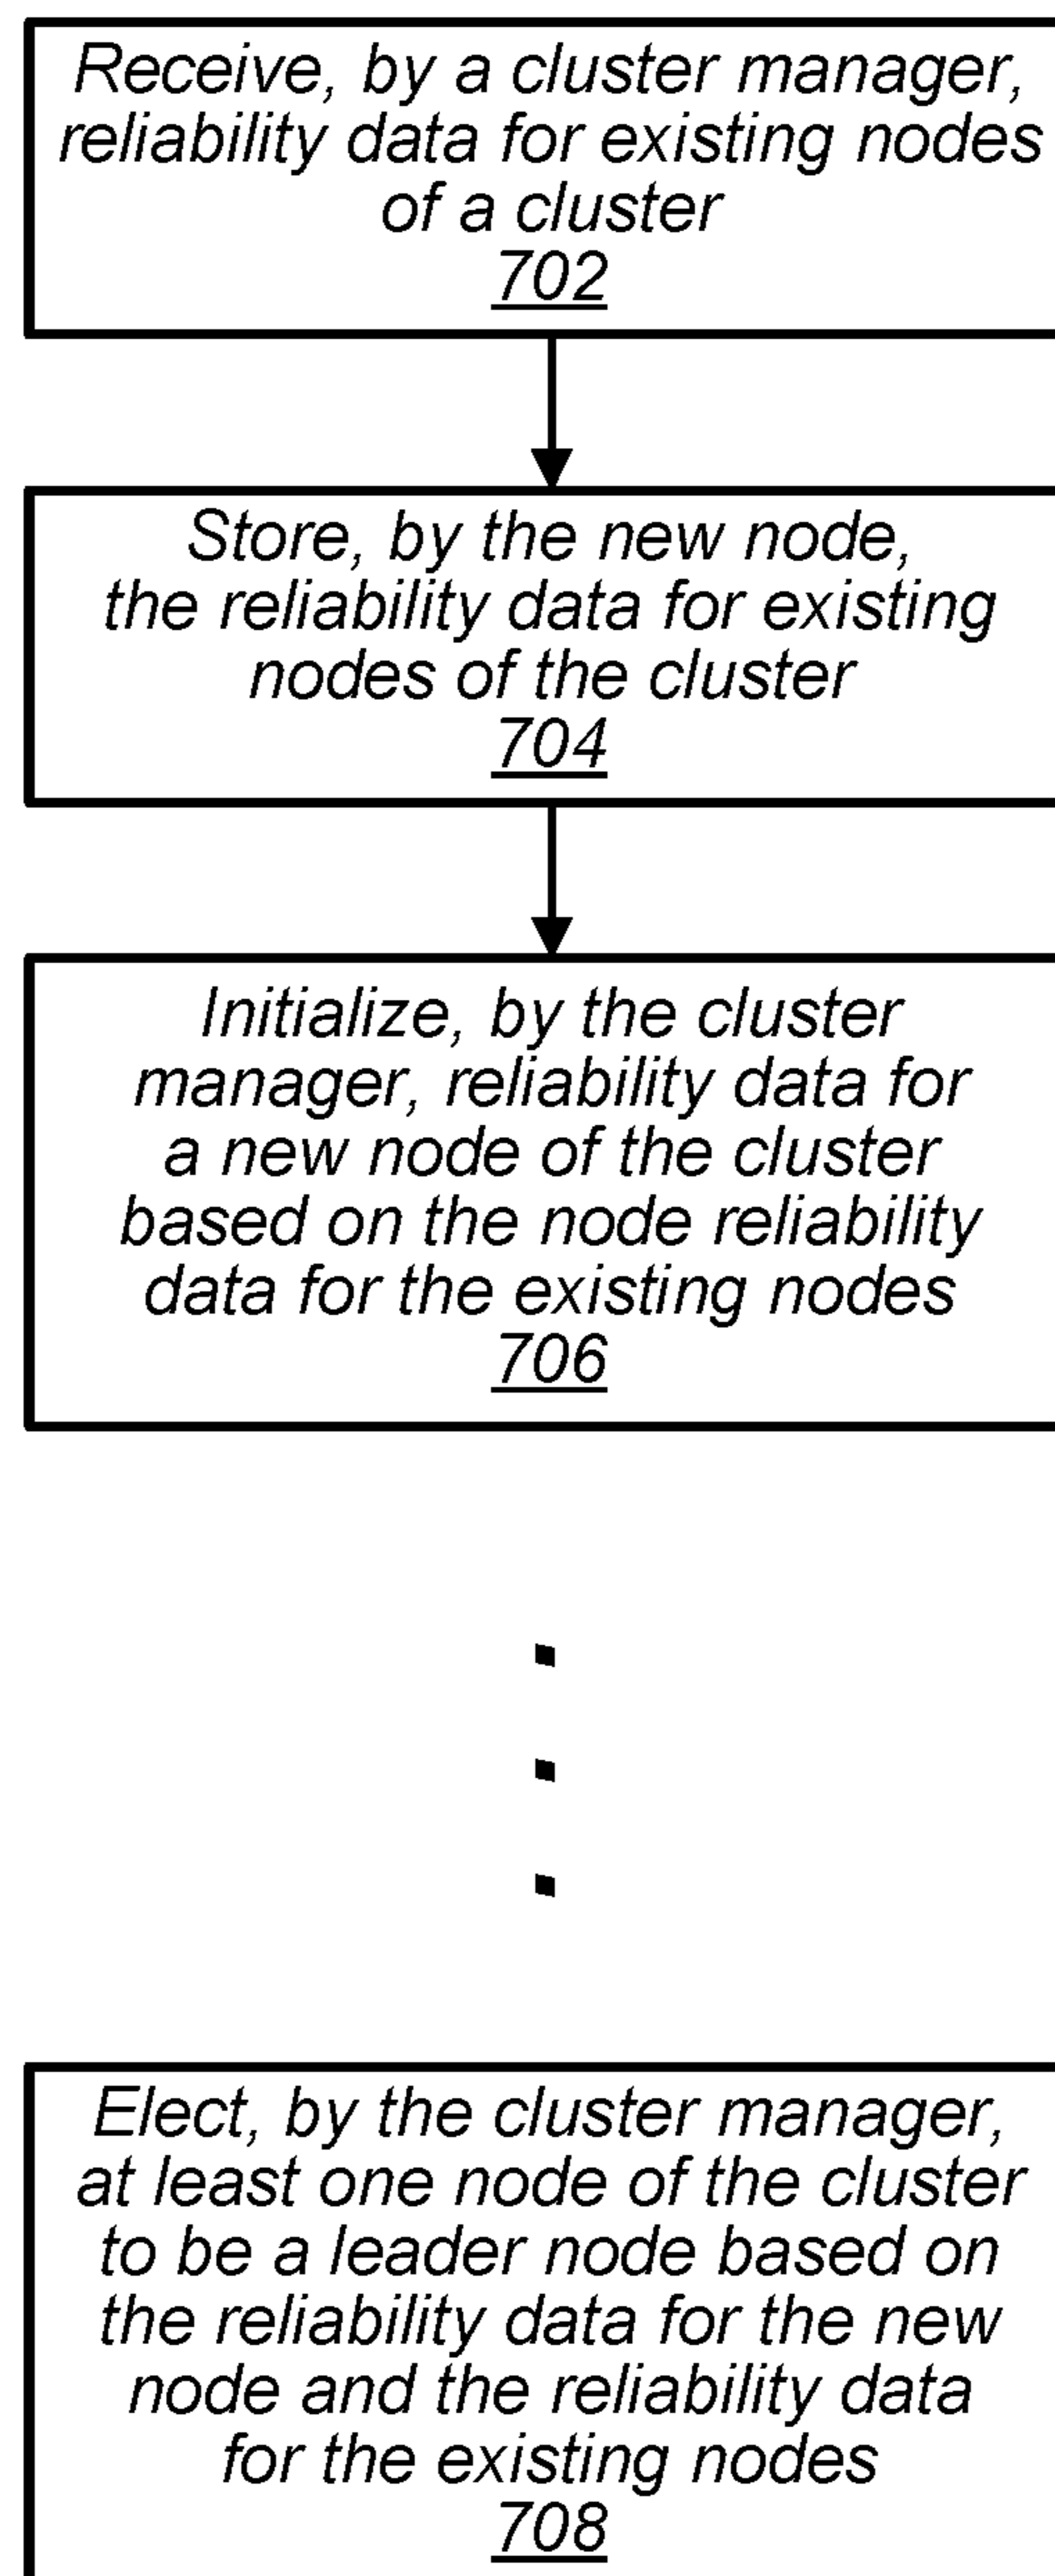 Receive, by a cluster manager,
reliability data for existing nodes
of a cluster
702
Store, by the new node,
the reliability data for existing
nodes of the cluster
704
Initialize, by the cluster
manager, reliability data for
a new node of the cluster
based on the node reliability
data for the existing nodes
706
Elect, by the cluster manager,
at least one node of the cluster
to be a leader node based on
the reliability data for the new
node and the reliability data
for the existing nodes
708